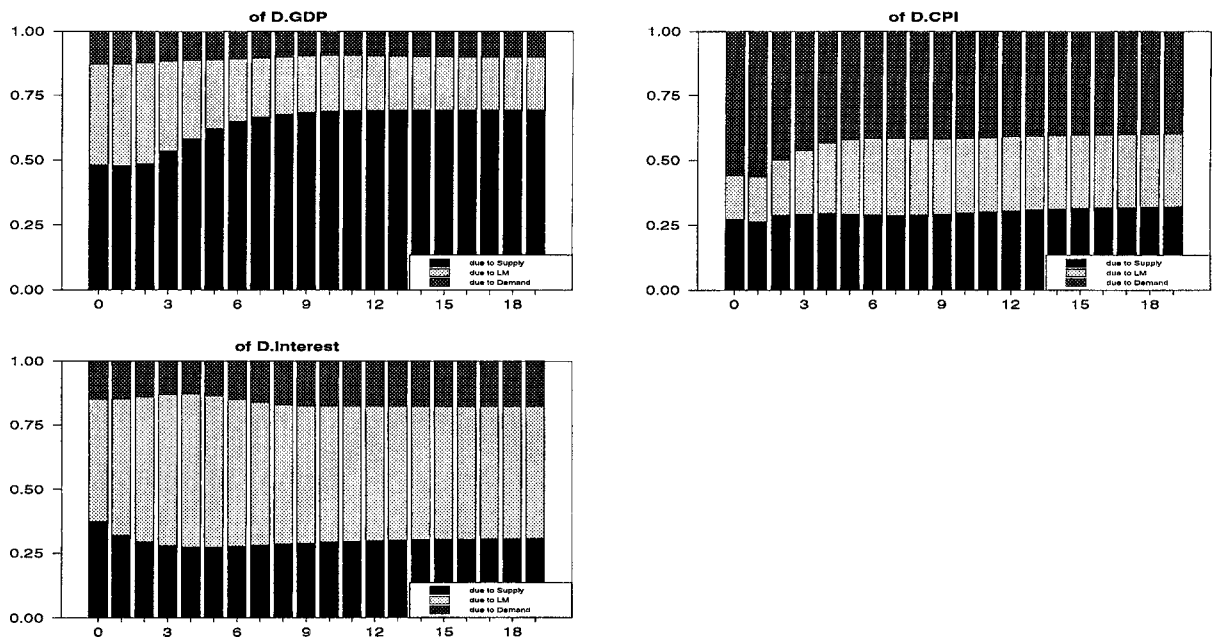 of D.GDP
1.00
0.75
0.50
0.25
0.00
due to Supply
due to LM
due to Demand
0 3 6 9 12 15 18
of D.CPI
1.00
0.75
0.50
0.25
0.00
due to Supply
due to LM
due to Demand
0 3 6 9 12 15 18
of D.Interest
1.00
0.75
0.50
0.25
0.00
due to Supply
due to LM
due to Demand
0 3 6 9 12 15 18